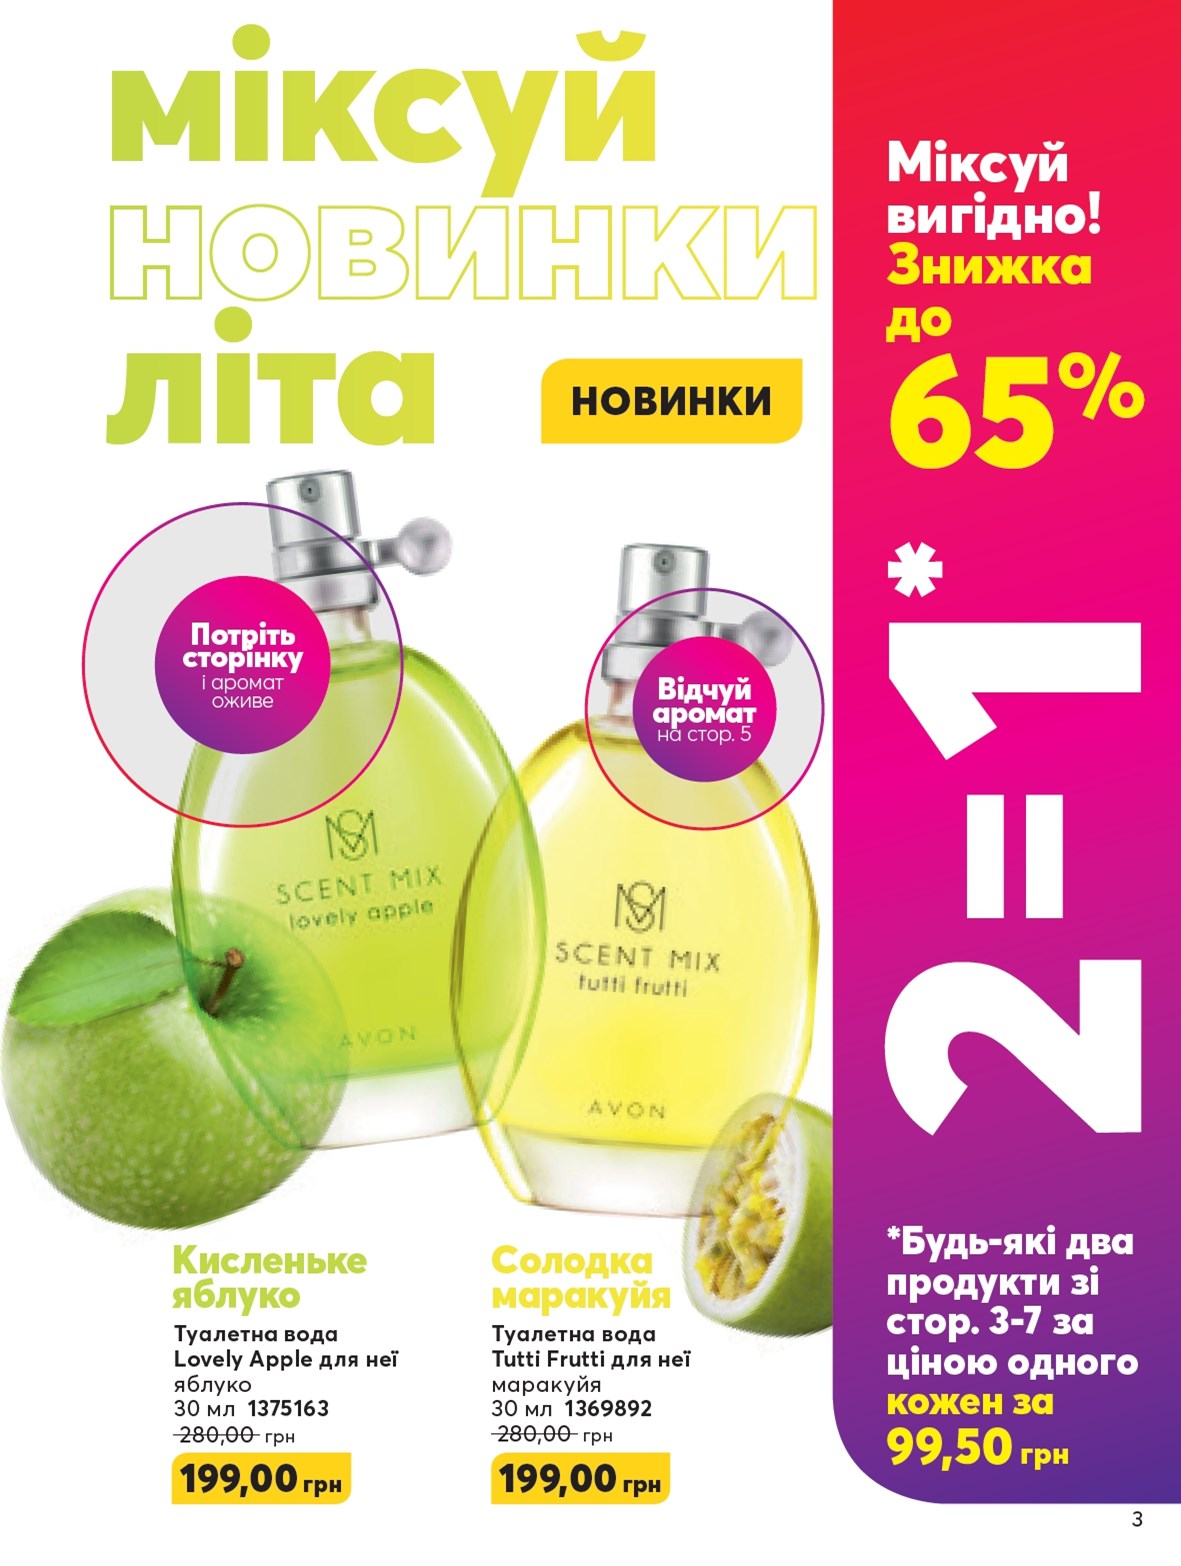 міксуй
новинки
літа
НОВИНКИ
Потріть
сторінку
і аромат
оживе
Відчуй
аромат
на стор. 5
SCENT MIX
lovely apple
AVON
SCENT MIX
tutti frutti
AVON
Кисленьке
яблуко
Туалетна вода
Lovely Apple для неї
яблуко
30 мл 1375163
280,00 грн
199,00 грн
Солодка
маракуйя
Туалетна вода
Tutti Frutti для неї
маракуйя
30 мл 1369892
280,00 грн
199,00 грн
Міксуй
вигідно!
Знижка
до
65%
2=1*
*Будь-які два
продукти зі
стор. 3-7 за
ціною одного
кожен за
99,50 грн
3